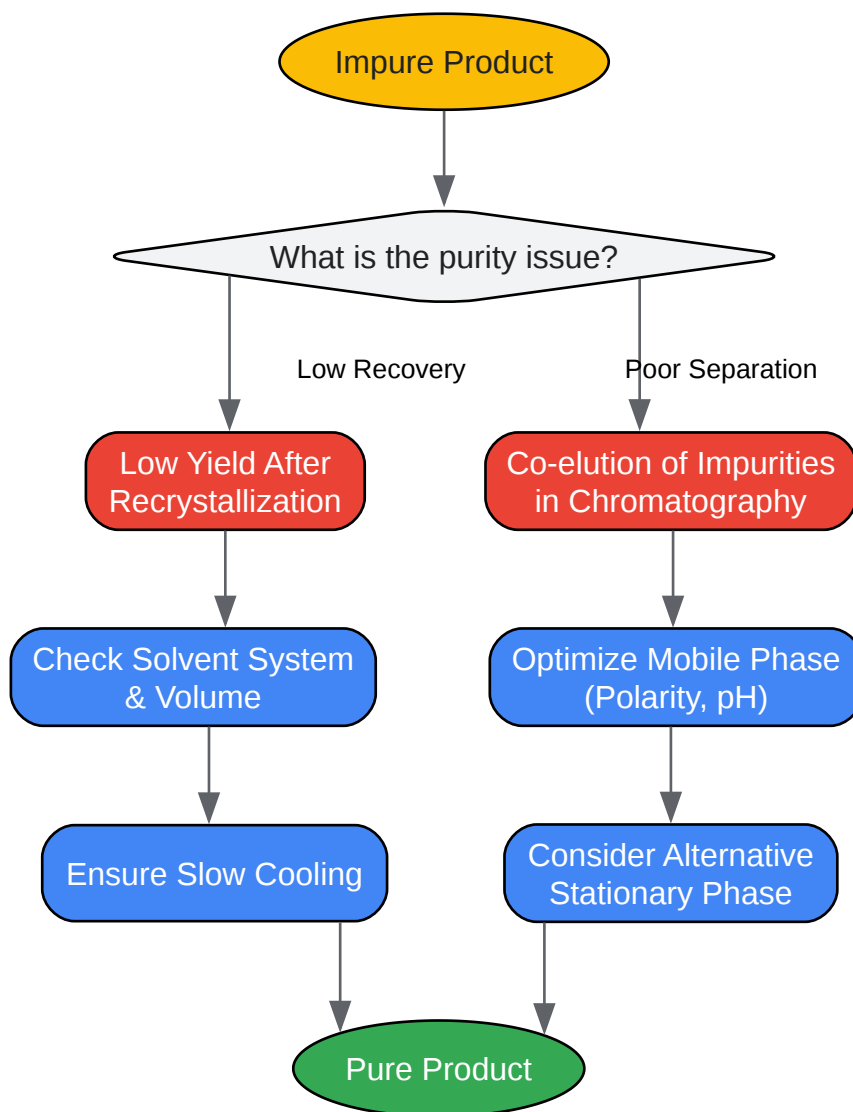 Impure Product
What is the purity issue?
Low Recovery
Poor Separation
Low Yield After
Recrystallization
Co-elution of Impurities
in Chromatography
Check Solvent System
& Volume
Optimize Mobile Phase
(Polarity, pH)
Ensure Slow Cooling
Consider Alternative
Stationary Phase
Pure Product